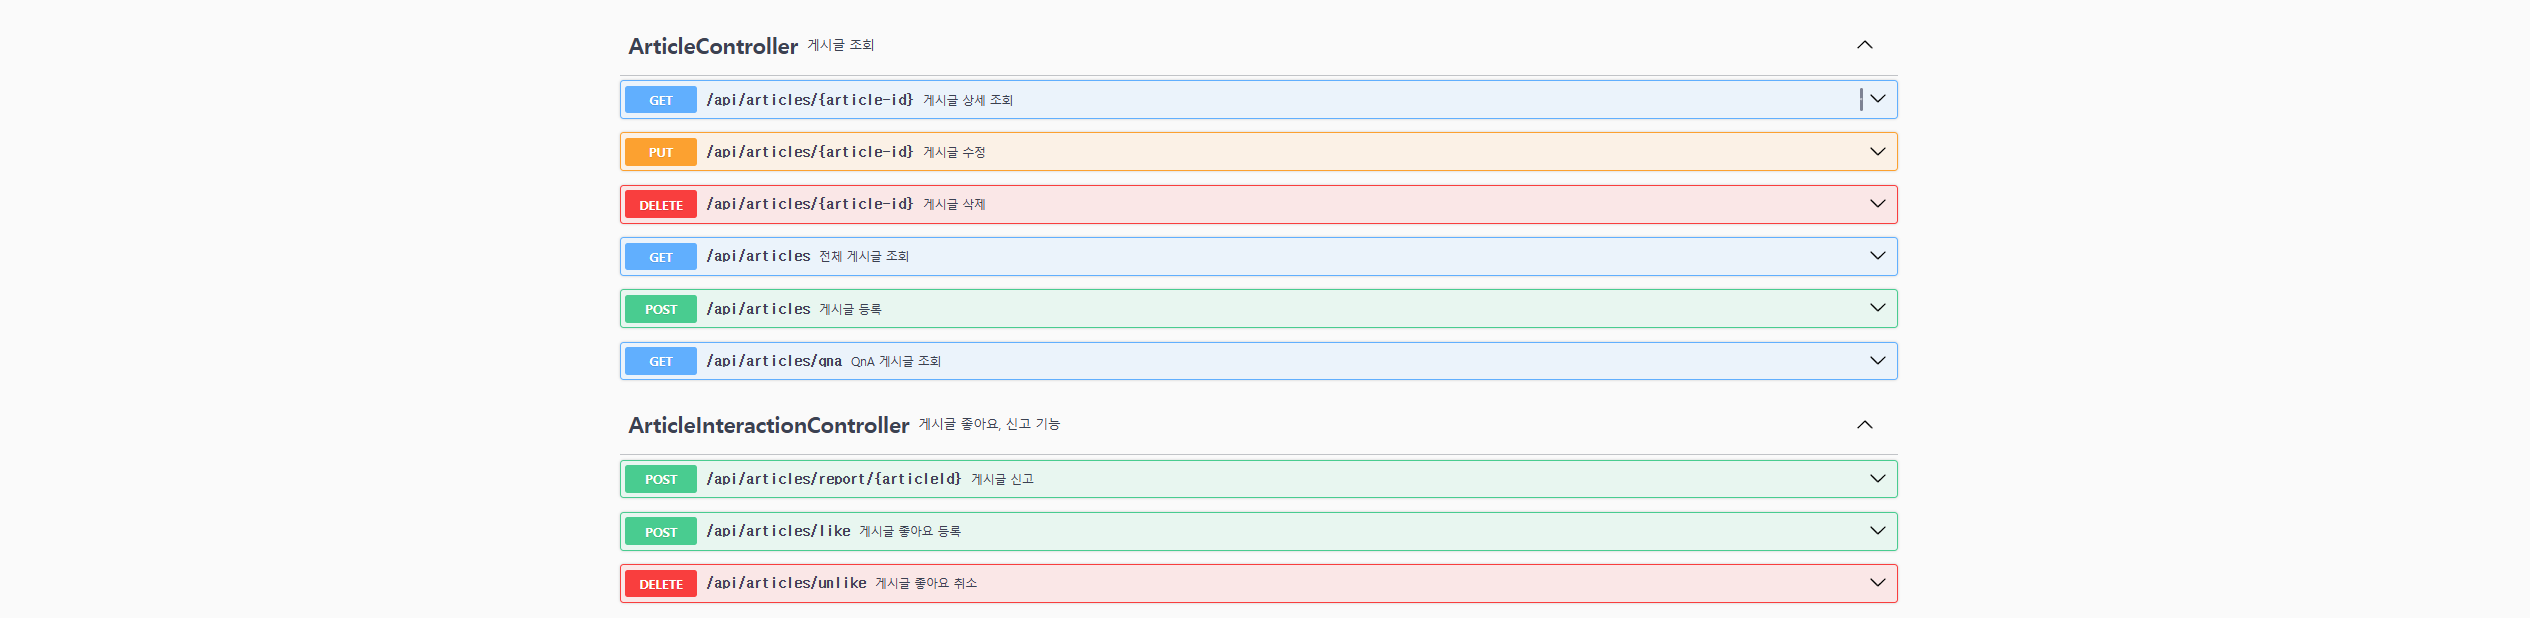 ArticleController 게시글 조회
GET /api/articles/{article-id} 게시글 상세 조회
PUT /api/articles/{article-id} 게시글 수정
DELETE /api/articles/{article-id} 게시글 삭제
GET /api/articles 전체 게시글 조회
POST /api/articles 게시글 등록
GET /api/articles/qna QnA 게시글 조회
ArticleInteractionController 게시글 좋아요, 신고 기능
POST /api/articles/report/{articleId} 게시글 신고
POST /api/articles/like 게시글 좋아요 등록
DELETE /api/articles/unlike 게시글 좋아요 취소